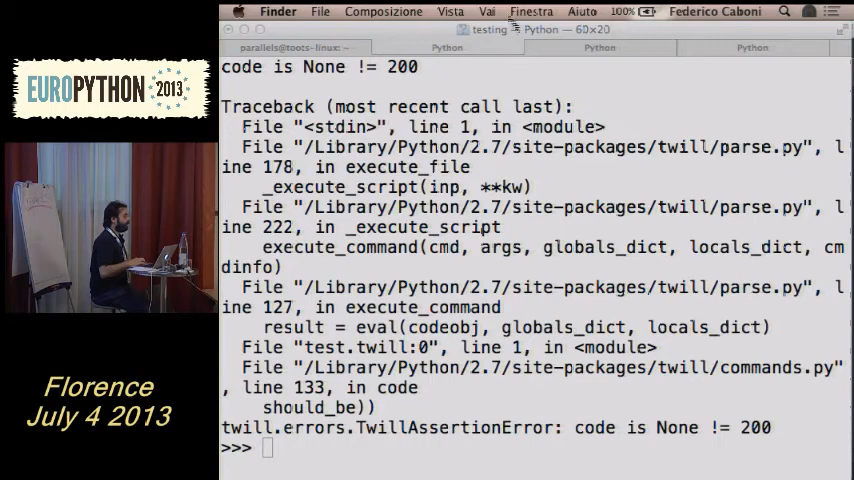 Finder File Composizione Vista Vai Finestra Aiuto 100% Federico Caboni
testing — Python — 60×20
parallels@toots-linux: ~ Python Python Python
EUROPYTHON 2013
code is None != 200
Traceback (most recent call last):
File "<stdin>", line 1, in <module>
File "/Library/Python/2.7/site-packages/twill/parse.py", l
ine 178, in execute_file
_execute_script(inp, **kw)
File "/Library/Python/2.7/site-packages/twill/parse.py", l
ine 222, in _execute_script
execute_command(cmd, args, globals_dict, locals_dict, cm
dinfo)
File "/Library/Python/2.7/site-packages/twill/parse.py", l
ine 127, in execute_command
result = eval(codeobj, globals_dict, locals_dict)
File "test.twill:0", line 1, in <module>
File "/Library/Python/2.7/site-packages/twill/commands.py"
, line 133, in code
should_be))
twill.errors.TwillAssertionError: code is None != 200
>>>
Florence
July 4 2013